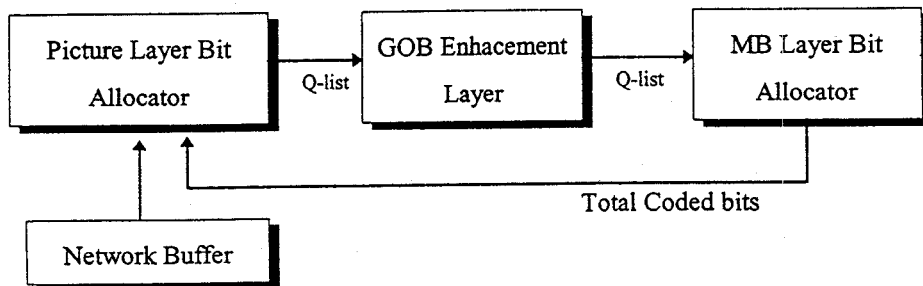 Picture Layer Bit
Allocator
Q-list
GOB Enhacement
Layer
Q-list
MB Layer Bit
Allocator
Total Coded bits
Network Buffer